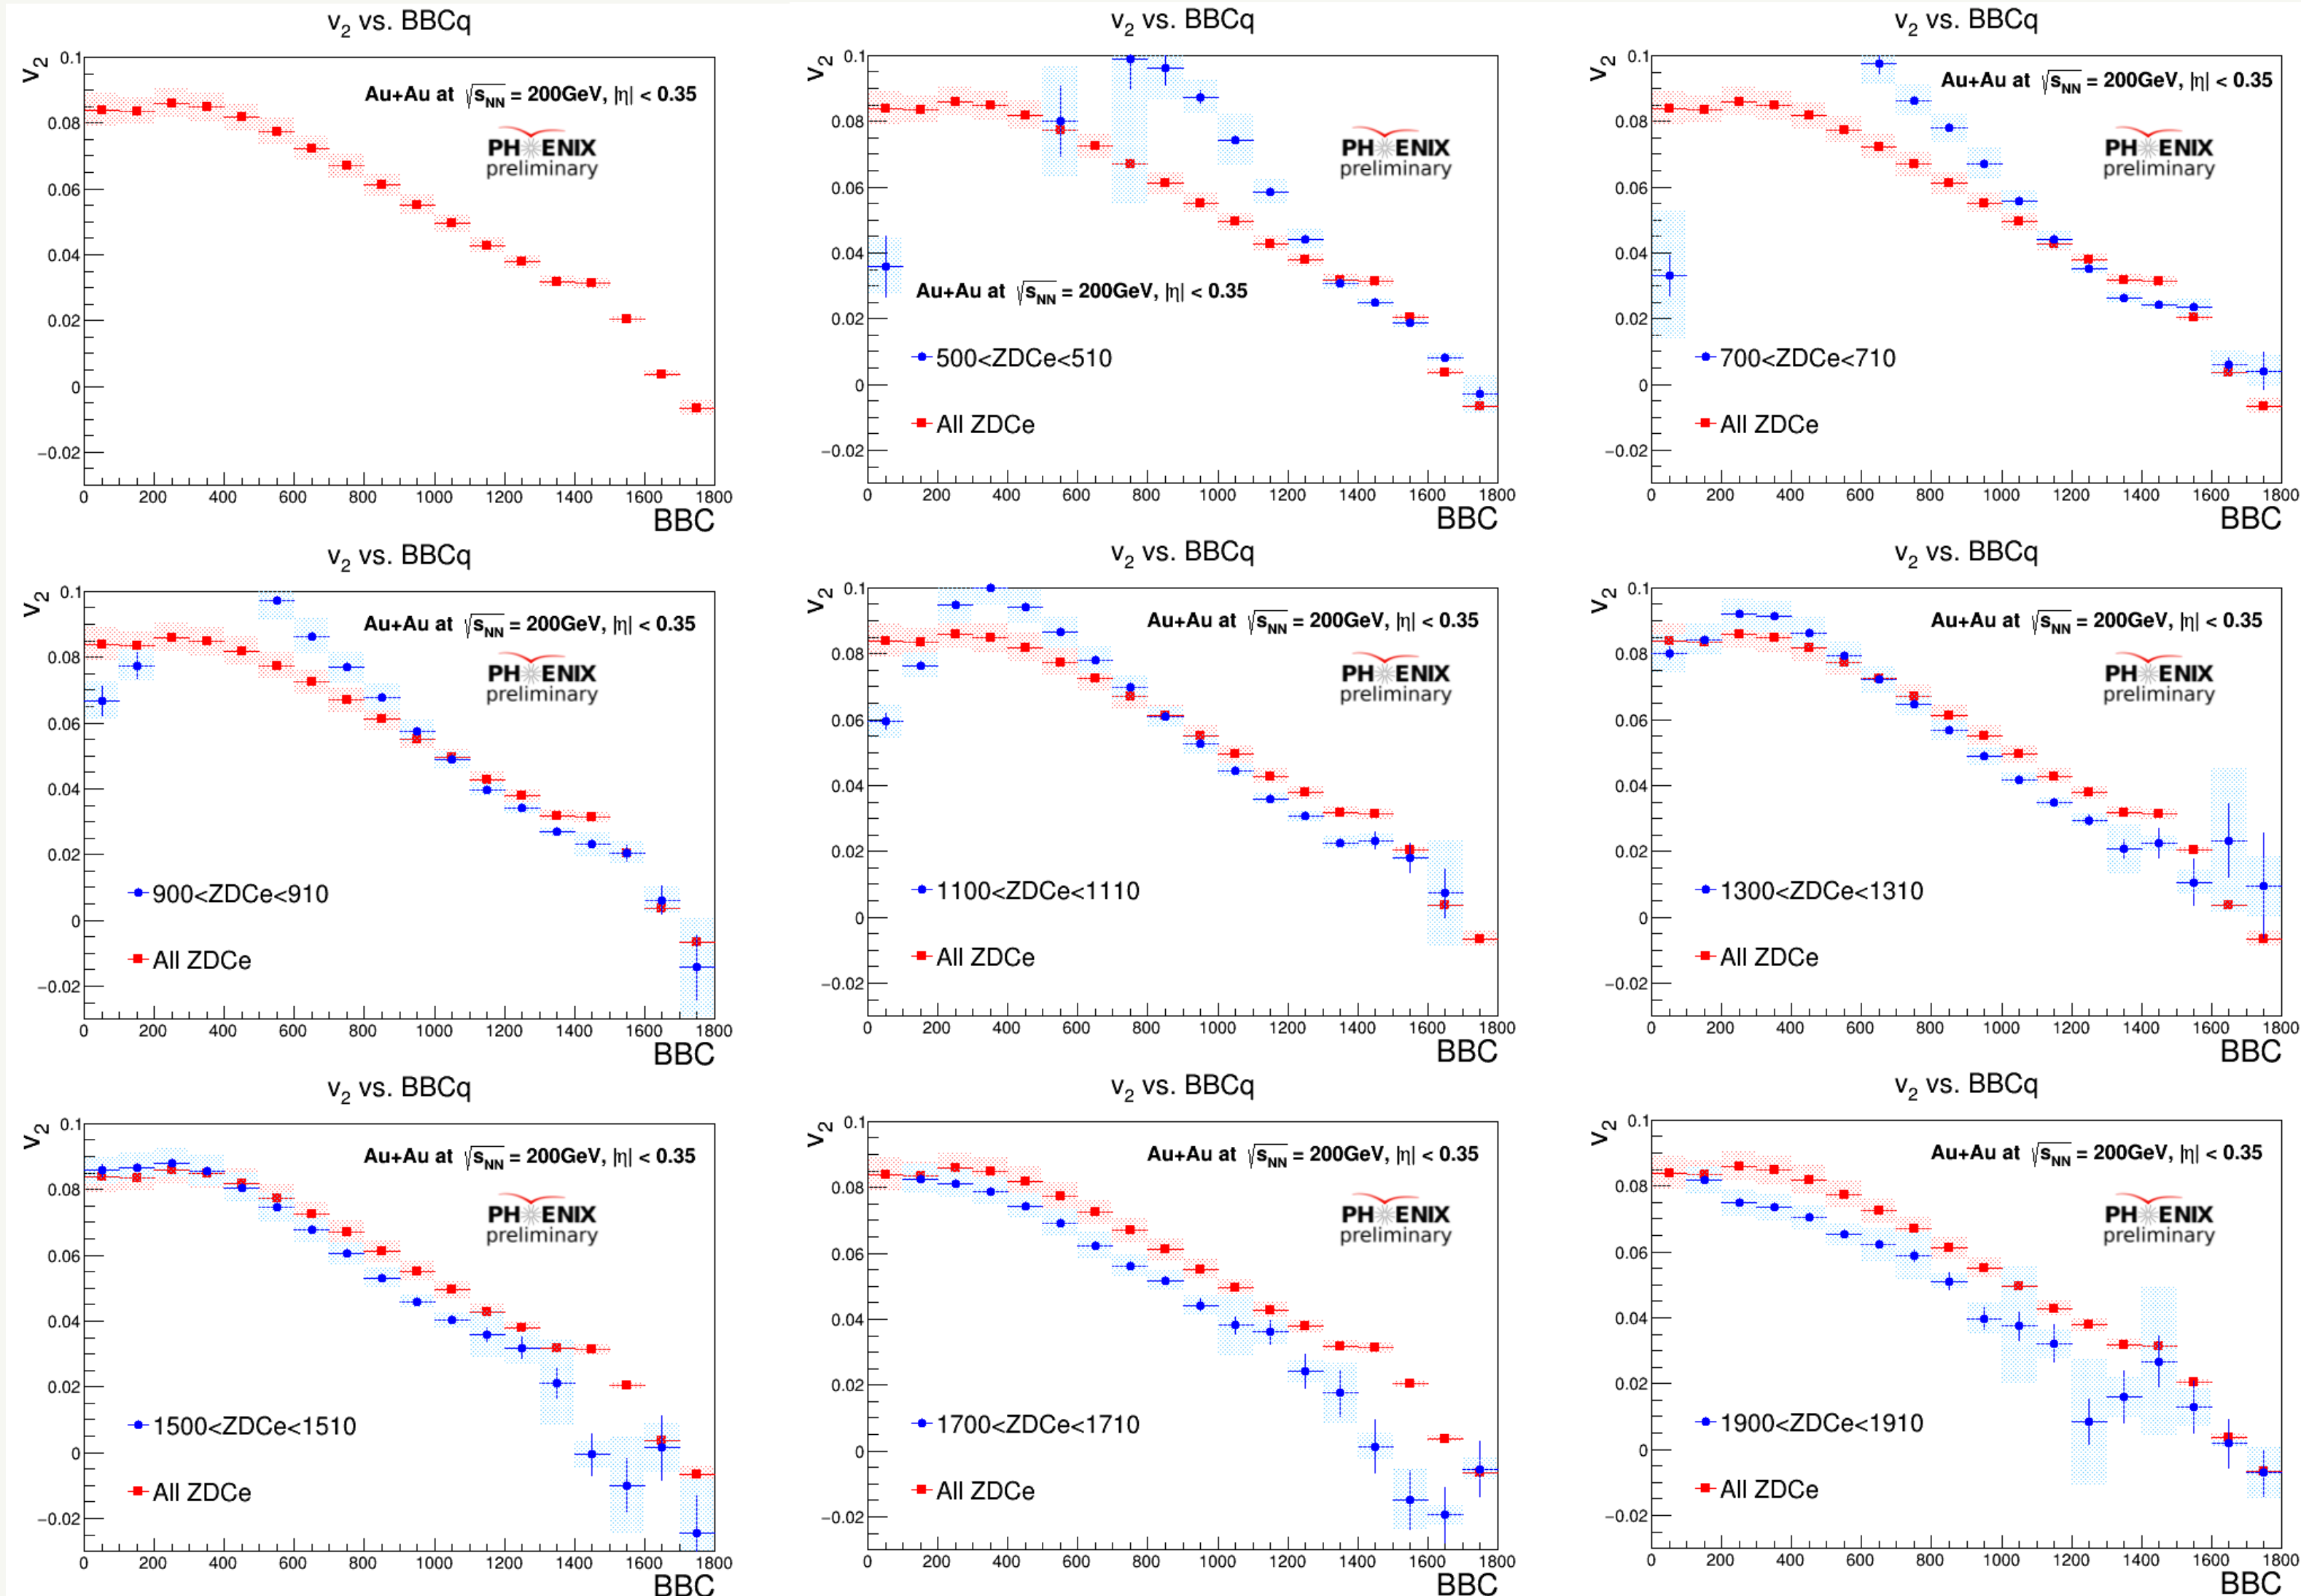 v2 vs. BBCq
v2
0.1
0.08
0.06
0.04
0.02
0
−0.02
Au+Au at √sNN = 200GeV, |η| < 0.35
PHENIX
preliminary
0 200 400 600 800 1000 1200 1400 1600 1800
BBC
v2 vs. BBCq
v2
0.1
0.08
0.06
0.04
0.02
0
−0.02
PHENIX
preliminary
Au+Au at √sNN = 200GeV, |η| < 0.35
500<ZDCe<510
All ZDCe
0 200 400 600 800 1000 1200 1400 1600 1800
BBC
v2 vs. BBCq
v2
0.1
0.08
0.06
0.04
0.02
0
−0.02
Au+Au at √sNN = 200GeV, |η| < 0.35
PHENIX
preliminary
700<ZDCe<710
All ZDCe
0 200 400 600 800 1000 1200 1400 1600 1800
BBC
v2 vs. BBCq
v2
0.1
0.08
0.06
0.04
0.02
0
−0.02
Au+Au at √sNN = 200GeV, |η| < 0.35
PHENIX
preliminary
900<ZDCe<910
All ZDCe
0 200 400 600 800 1000 1200 1400 1600 1800
BBC
v2 vs. BBCq
v2
0.1
0.08
0.06
0.04
0.02
0
−0.02
Au+Au at √sNN = 200GeV, |η| < 0.35
PHENIX
preliminary
1100<ZDCe<1110
All ZDCe
0 200 400 600 800 1000 1200 1400 1600 1800
BBC
v2 vs. BBCq
v2
0.1
0.08
0.06
0.04
0.02
0
−0.02
Au+Au at √sNN = 200GeV, |η| < 0.35
PHENIX
preliminary
1300<ZDCe<1310
All ZDCe
0 200 400 600 800 1000 1200 1400 1600 1800
BBC
v2 vs. BBCq
v2
0.1
0.08
0.06
0.04
0.02
0
−0.02
Au+Au at √sNN = 200GeV, |η| < 0.35
PHENIX
preliminary
1500<ZDCe<1510
All ZDCe
0 200 400 600 800 1000 1200 1400 1600 1800
BBC
v2 vs. BBCq
v2
0.1
0.08
0.06
0.04
0.02
0
−0.02
Au+Au at √sNN = 200GeV, |η| < 0.35
PHENIX
preliminary
1700<ZDCe<1710
All ZDCe
0 200 400 600 800 1000 1200 1400 1600 1800
BBC
v2 vs. BBCq
v2
0.1
0.08
0.06
0.04
0.02
0
−0.02
Au+Au at √sNN = 200GeV, |η| < 0.35
PHENIX
preliminary
1900<ZDCe<1910
All ZDCe
0 200 400 600 800 1000 1200 1400 1600 1800
BBC